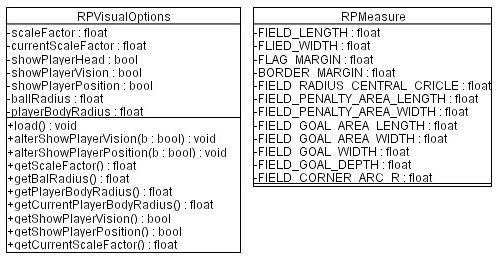 RPVisualOptions
-scaleFactor : float
-currentScaleFactor : float
-showPlayerHead : bool
-showPlayerVision : bool
-showPlayerPosition : bool
-ballRadius : float
-playerBodyRadius : float
+load() : void
+alterShowPlayerVision(b : bool) : void
+alterShowPlayerPosition(b : bool) : void
+getScaleFactor() : float
+getBalRadius() : float
+getPlayerBodyRadius() : float
+getCurrentPlayerBodyRadius() : float
+getShowPlayerVision() : bool
+getShowPlayerPosition() : bool
+getCurrentScaleFactor() : float
RPMeasure
-FIELD_LENGTH : float
-FLIED_WIDTH : float
-FLAG_MARGIN : float
-BORDER_MARGIN : float
-FIELD_RADIUS_CENTRAL_CRICLE : float
-FIELD_PENALTY_AREA_LENGTH : float
-FIELD_PENALTY_AREA_WIDTH : float
-FIELD_GOAL_AREA_LENGTH : float
-FIELD_GOAL_AREA_WIDTH : float
-FIELD_GOAL_WIDTH : float
-FIELD_GOAL_DEPTH : float
-FIELD_CORNER_ARC_R : float